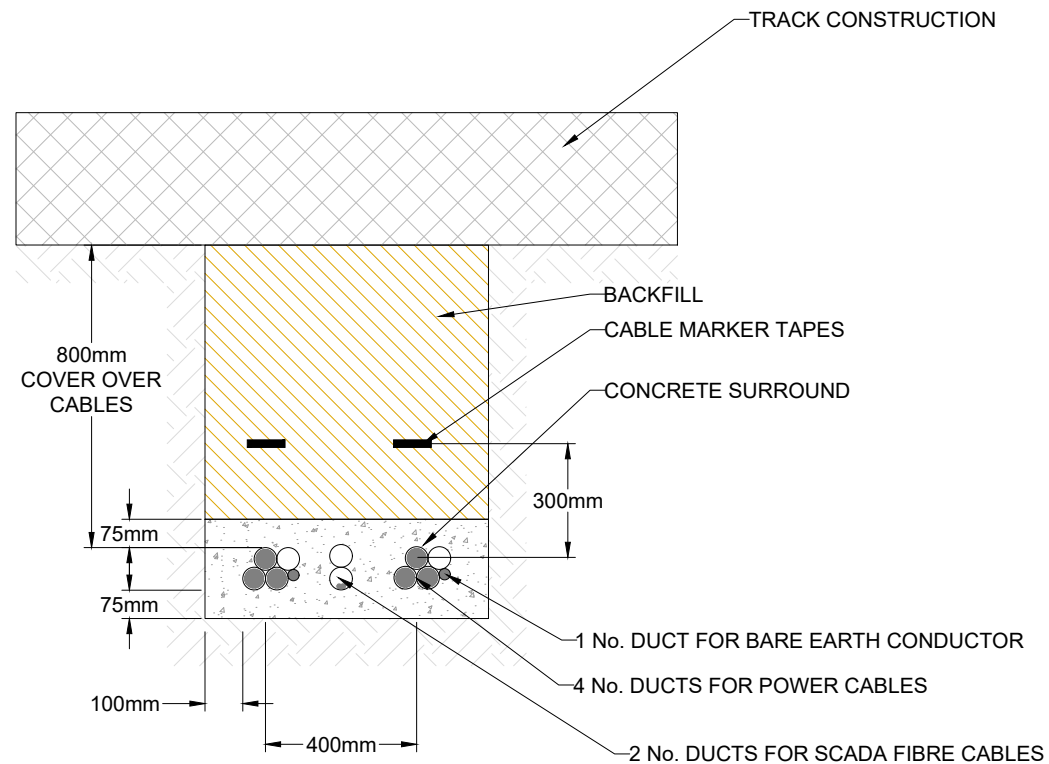 TRACK CONSTRUCTION
BACKFILL
CABLE MARKER TAPES
800mm
COVER OVER
CABLES
CONCRETE SURROUND
300mm
75mm
75mm
1 No. DUCT FOR BARE EARTH CONDUCTOR
4 No. DUCTS FOR POWER CABLES
100mm
400mm
2 No. DUCTS FOR SCADA FIBRE CABLES